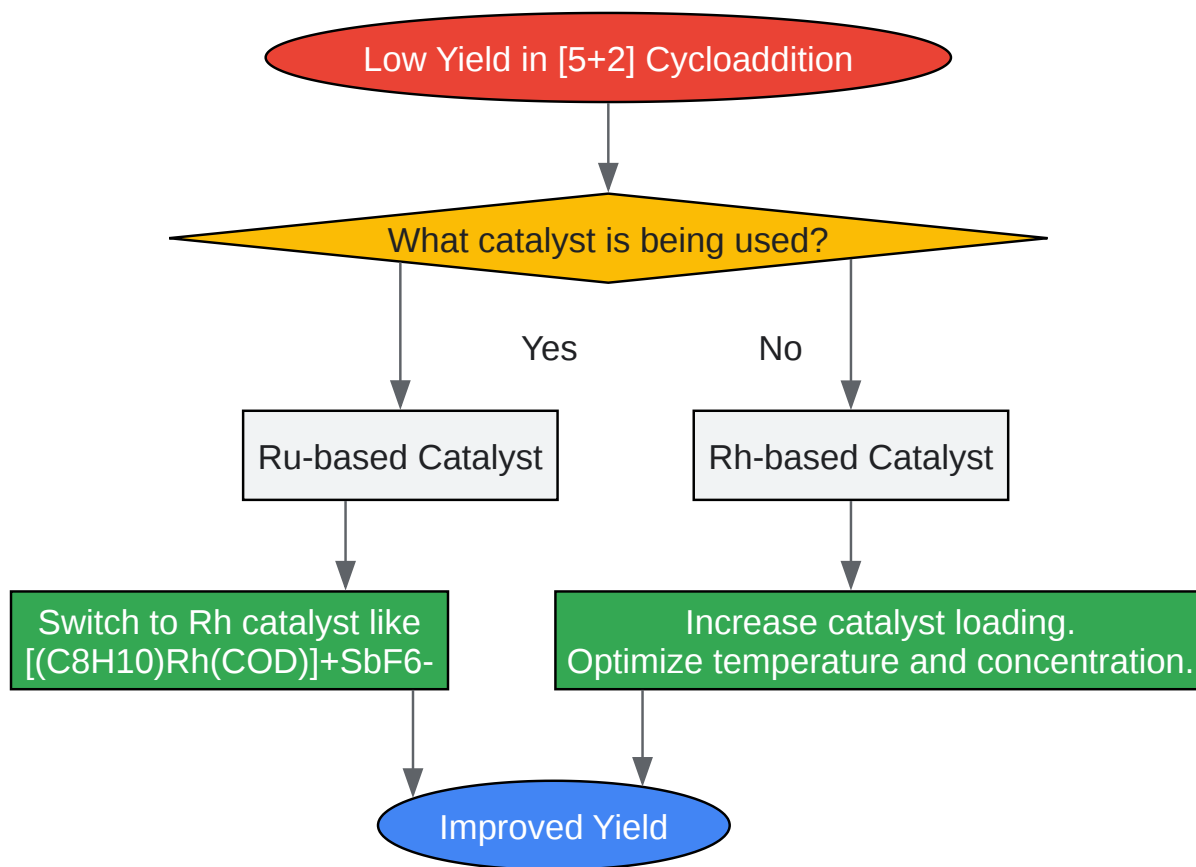 Low Yield in [5+2] Cycloaddition
What catalyst is being used?
Yes
No
Ru-based Catalyst
Rh-based Catalyst
Switch to Rh catalyst like
[(C8H10)Rh(COD)]+SbF6-
Increase catalyst loading.
Optimize temperature and concentration.
Improved Yield